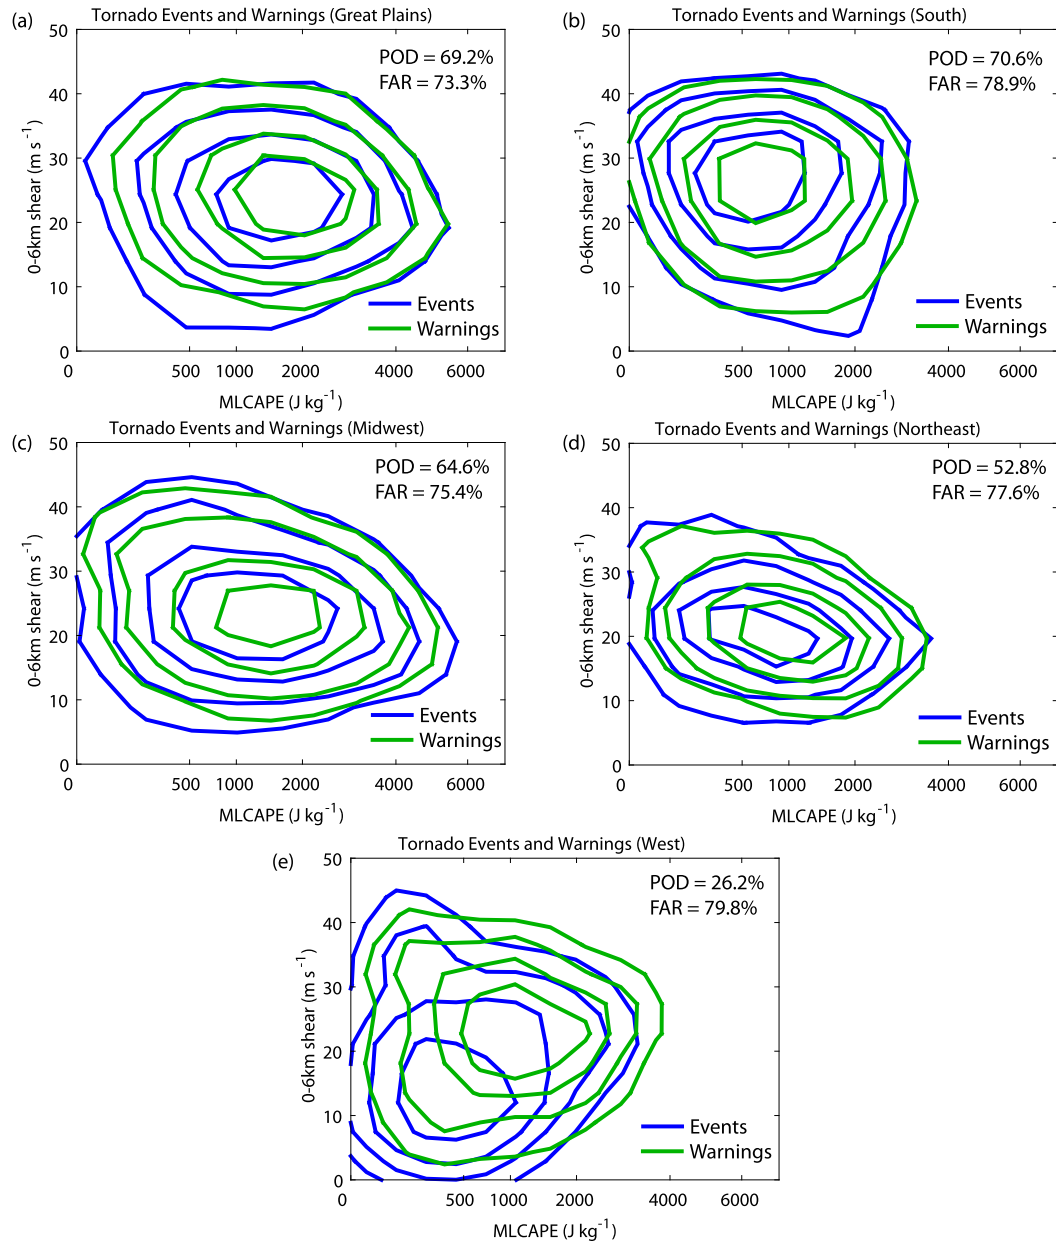 (a) Tornado Events and Warnings (Great Plains)
POD = 69.2%
FAR = 73.3%
50
40
30
20
10
0
0-6km shear (m s⁻¹)
Events
Warnings
0 500 1000 2000 4000 6000
MLCAPE (J kg⁻¹)
(b) Tornado Events and Warnings (South)
POD = 70.6%
FAR = 78.9%
50
40
30
20
10
0
0-6km shear (m s⁻¹)
Events
Warnings
0 500 1000 2000 4000 6000
MLCAPE (J kg⁻¹)
(c) Tornado Events and Warnings (Midwest)
POD = 64.6%
FAR = 75.4%
50
40
30
20
10
0
0-6km shear (m s⁻¹)
Events
Warnings
0 500 1000 2000 4000 6000
MLCAPE (J kg⁻¹)
(d) Tornado Events and Warnings (Northeast)
POD = 52.8%
FAR = 77.6%
50
40
30
20
10
0
0-6km shear (m s⁻¹)
Events
Warnings
0 500 1000 2000 4000 6000
MLCAPE (J kg⁻¹)
(e) Tornado Events and Warnings (West)
POD = 26.2%
FAR = 79.8%
50
40
30
20
10
0
0-6km shear (m s⁻¹)
Events
Warnings
0 500 1000 2000 4000 6000
MLCAPE (J kg⁻¹)